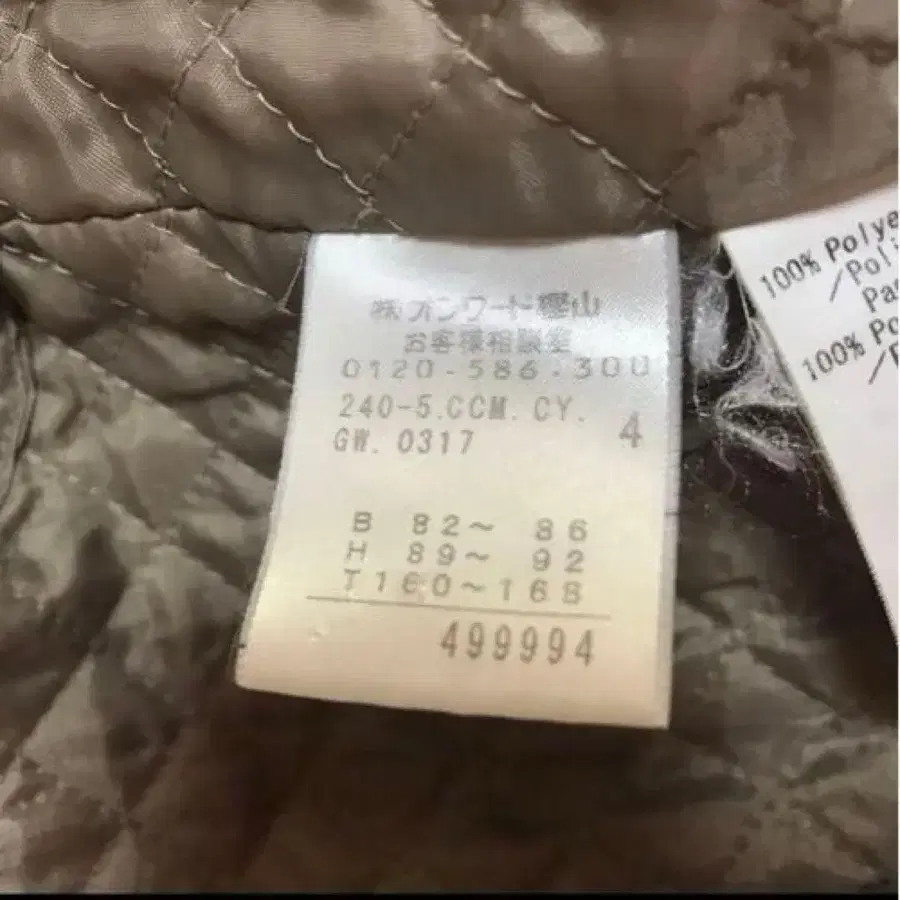 ㈱オンワード樫山
お客様相談室
0120-586-300
240-5.CCM.CY.
4
GW. 0317
B 82~ 86
H 89~ 92
T160~168
499994
100% Polye
/Poli
Pa
100% Po
/